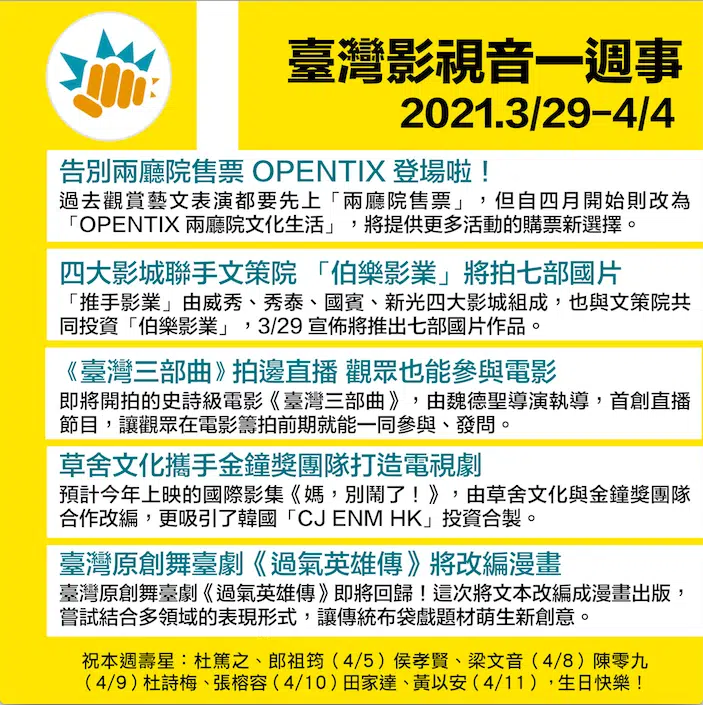 臺灣影視音一週事
2021.3/29-4/4
告別兩廳院售票 OPENTIX 登場啦！
過去觀賞藝文表演都要先上「兩廳院售票」，但自四月開始則改為
「OPENTIX 兩廳院文化生活」，將提供更多活動的購票新選擇。
四大影城聯手文策院 「伯樂影業」將拍七部國片
「推手影業」由威秀、秀泰、國賓、新光四大影城組成，也與文策院共
同投資「伯樂影業」，3/29 宣佈將推出七部國片作品。
《臺灣三部曲》拍邊直播 觀眾也能參與電影
即將開拍的史詩級電影《臺灣三部曲》，由魏德聖導演執導，首創直播
節目，讓觀眾在電影籌拍前期就能一同參與、發問。
草舍文化攜手金鐘獎團隊打造電視劇
預計今年上映的國際影集《媽，別鬧了！》，由草舍文化與金鐘獎團隊
合作改編，更吸引了韓國「CJ ENM HK」投資合製。
臺灣原創舞臺劇《過氣英雄傳》將改編漫畫
臺灣原創舞臺劇《過氣英雄傳》即將回歸！這次將文本改編成漫畫出版，
嘗試結合多領域的表現形式，讓傳統布袋戲題材萌生新創意。
祝本週壽星：杜篤之、郎祖筠（4/5）侯孝賢、梁文音（4/8）陳零九
（4/9）杜詩梅、張榕容（4/10）田家達、黃以安（4/11），生日快樂！